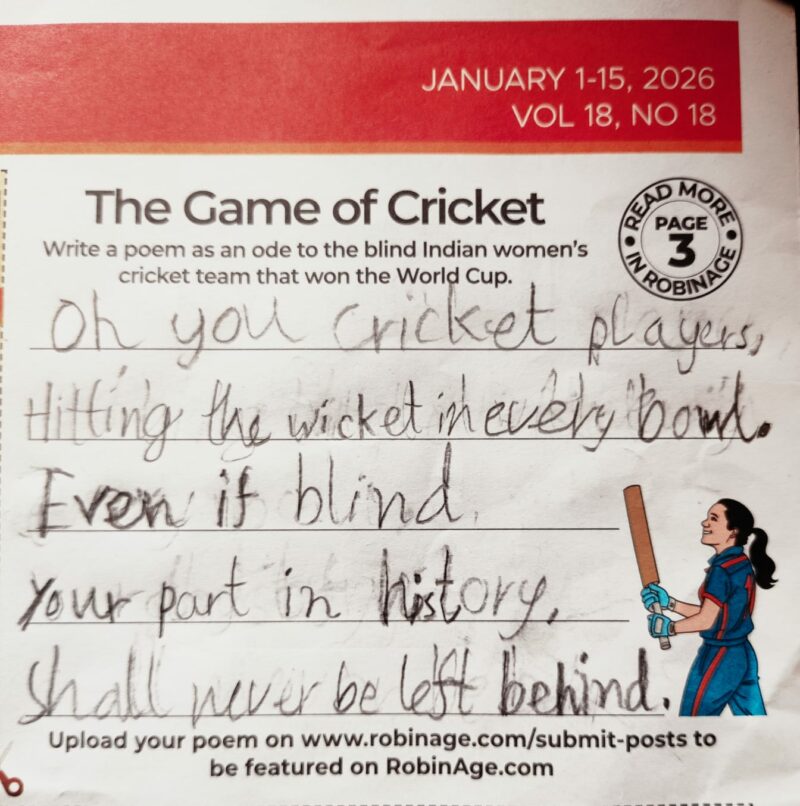 JANUARY 1-15, 2026
VOL 18, NO 18
The Game of Cricket
READ MORE
PAGE
3
IN ROBINAGE
Write a poem as an ode to the blind Indian women's
cricket team that won the World Cup.
Oh you cricket players,
Hitting the wicket in every bowl.
Even if blind.
Your part in history,
Shall never be left behind.
Upload your poem on www.robinage.com/submit-posts to
be featured on RobinAge.com